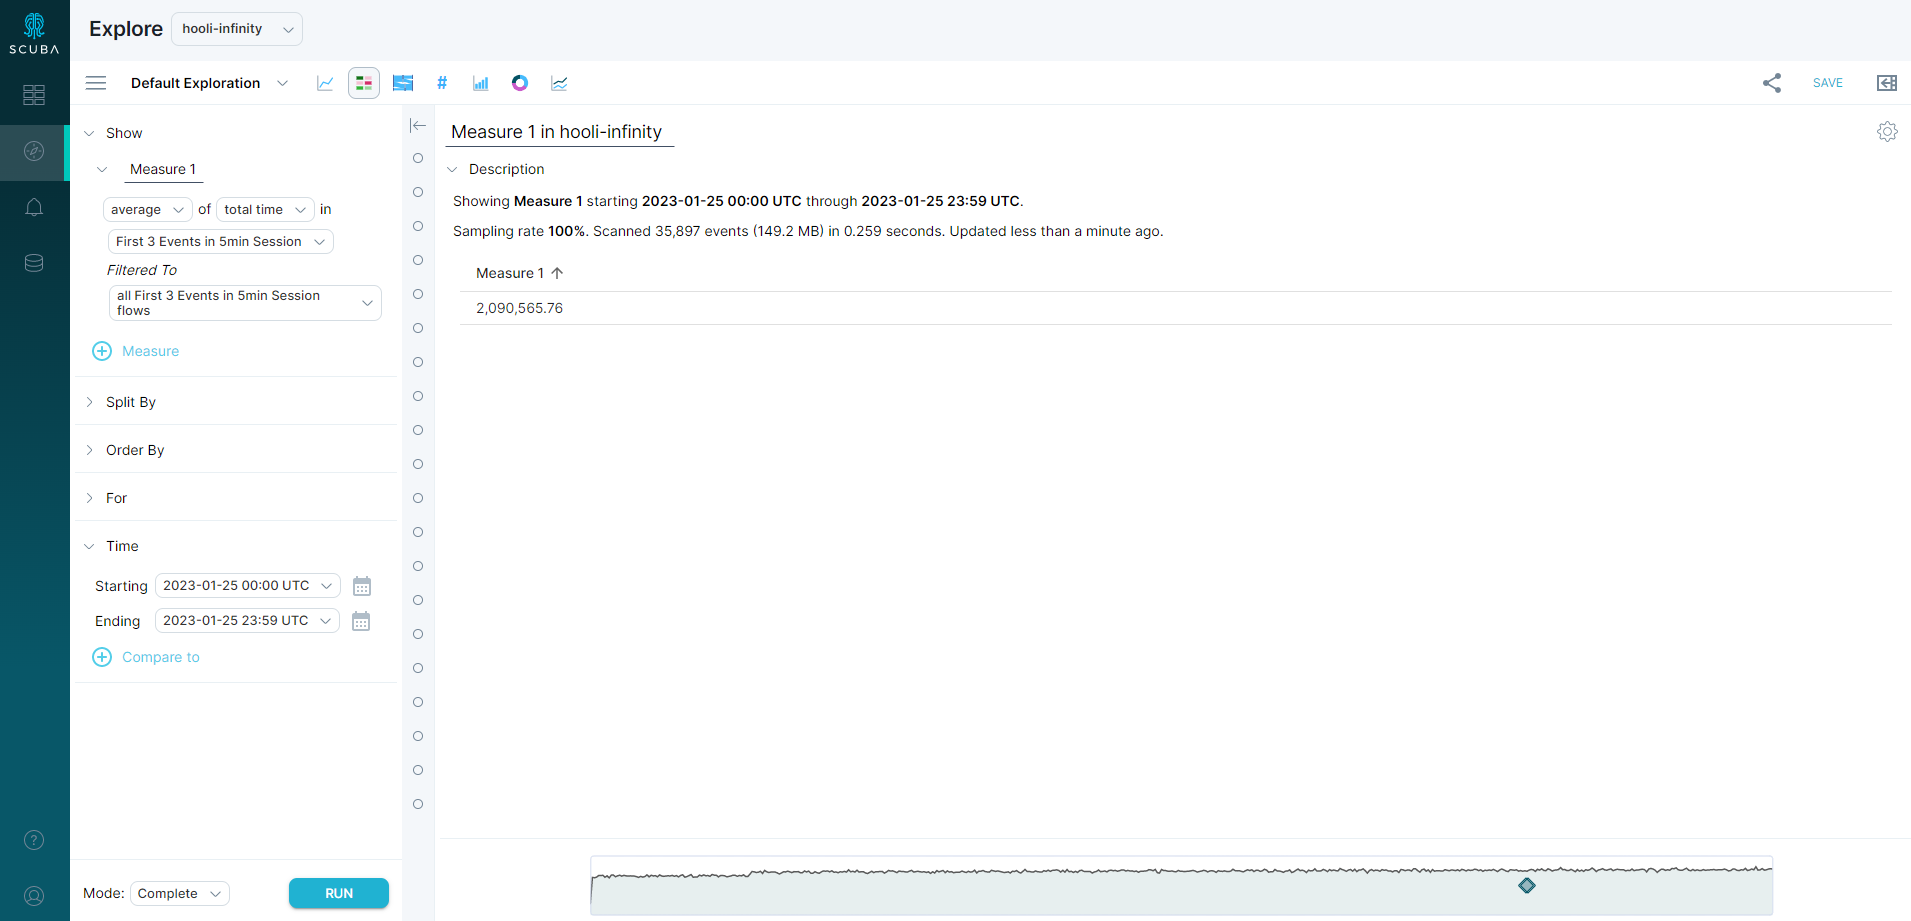 SCUBA
Explore
hooli-infinity
Default Exploration
#
SAVE
Show
Measure 1
average of total time in
First 3 Events in 5min Session
Filtered To
all First 3 Events in 5min Session
flows
Measure
Split By
Order By
For
Time
Starting 2023-01-25 00:00 UTC
Ending 2023-01-25 23:59 UTC
Compare to
Mode: Complete
RUN
Measure 1 in hooli-infinity
Description
Showing Measure 1 starting 2023-01-25 00:00 UTC through 2023-01-25 23:59 UTC.
Sampling rate 100%. Scanned 35,897 events (149.2 MB) in 0.259 seconds. Updated less than a minute ago.
Measure 1
2,090,565.76
?